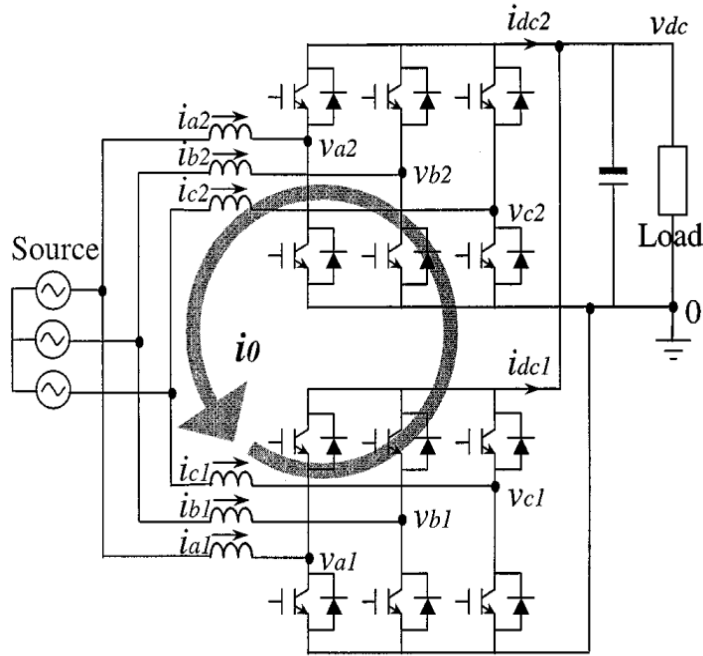 idc2
vdc
ia2
va2
ib2
vb2
ic2
vc2
Load
Source
0
i0
idc1
ic1
vc1
ib1
vb1
ia1
va1